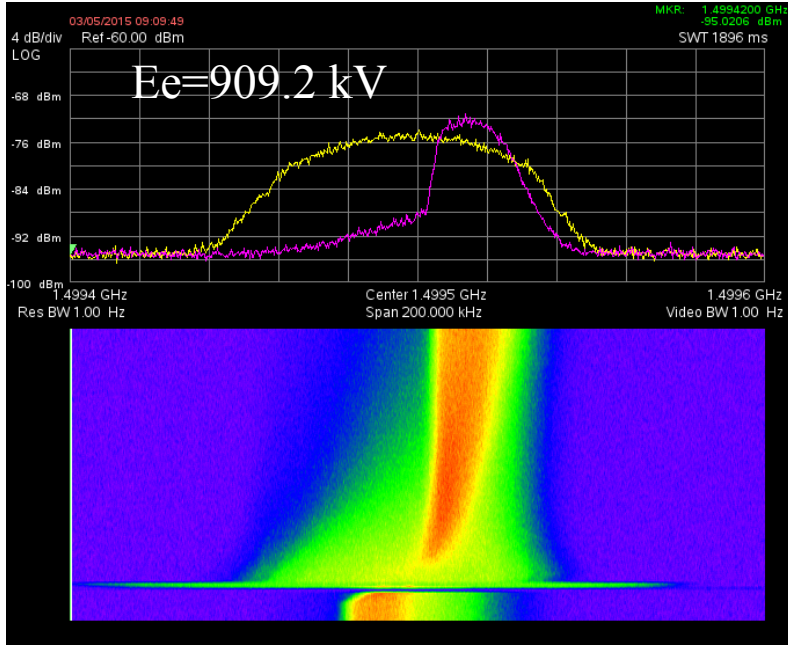 MKR: 1.4994200 GHz
03/05/2015 09:09:49 -95.0206 dBm
4 dB/div Ref -60.00 dBm SWT 1896 ms
LOG
Ee=909.2 kV
-68 dBm
-76 dBm
-84 dBm
-92 dBm
-100 dBm
1.4994 GHz Center 1.4995 GHz 1.4996 GHz
Res BW 1.00 Hz Span 200.000 kHz Video BW 1.00 Hz